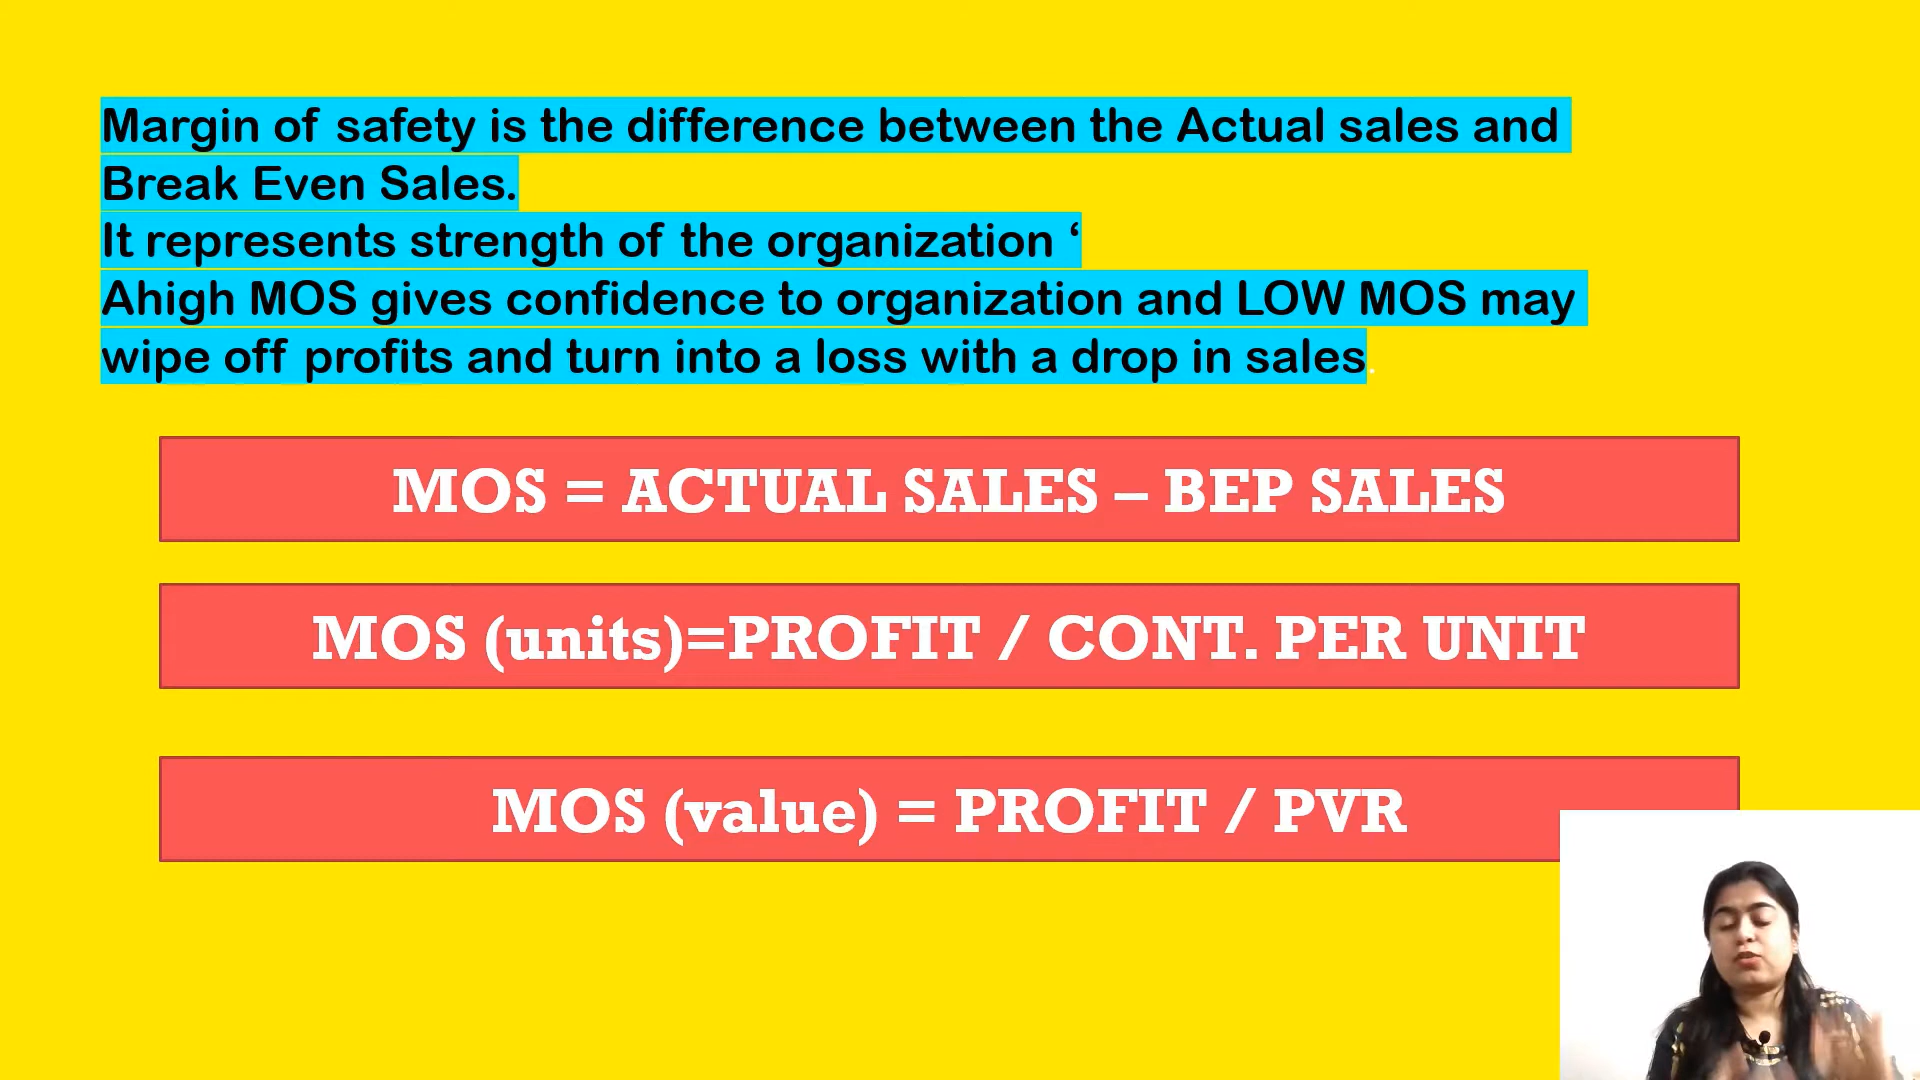 Margin of safety is the difference between the Actual sales and
Break Even Sales.
It represents strength of the organization ‘
Ahigh MOS gives confidence to organization and LOW MOS may
wipe off profits and turn into a loss with a drop in sales.
MOS = ACTUAL SALES – BEP SALES
MOS (units)=PROFIT / CONT. PER UNIT
MOS (value) = PROFIT / PVR